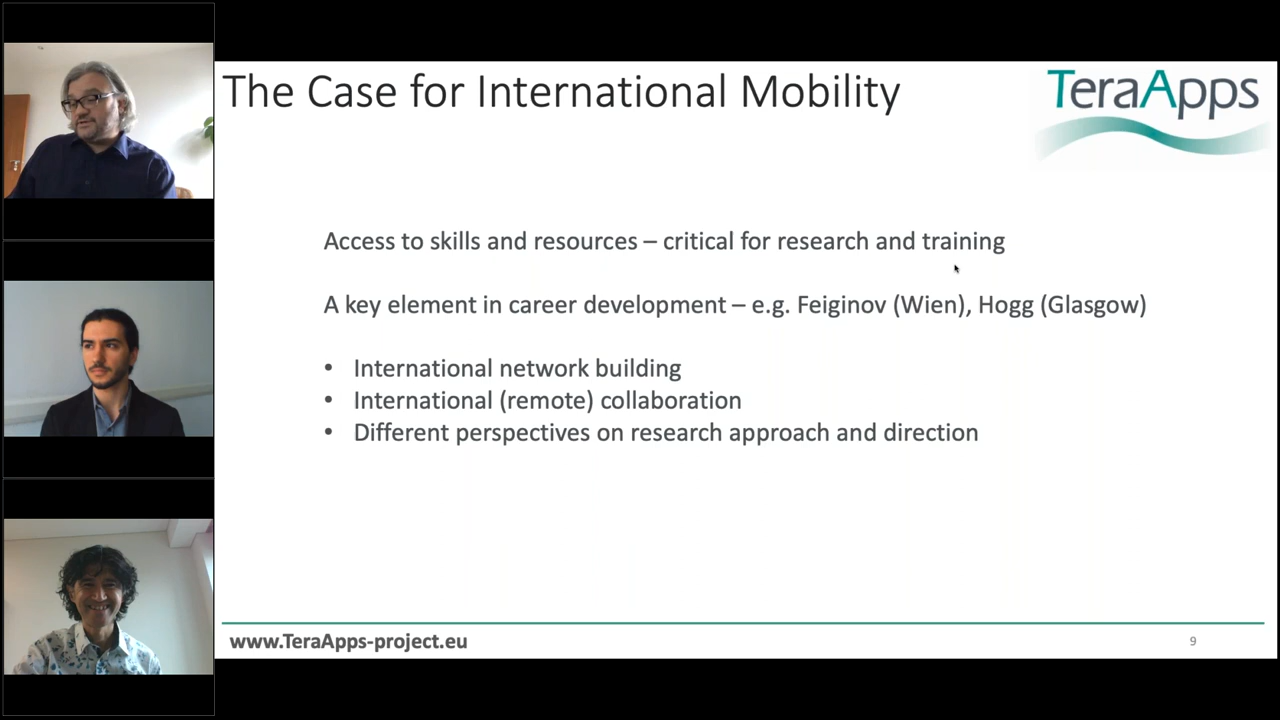 The Case for International Mobility
TeraApps
Access to skills and resources – critical for research and training
A key element in career development – e.g. Feiginov (Wien), Hogg (Glasgow)
• International network building
• International (remote) collaboration
• Different perspectives on research approach and direction
www.TeraApps-project.eu
9